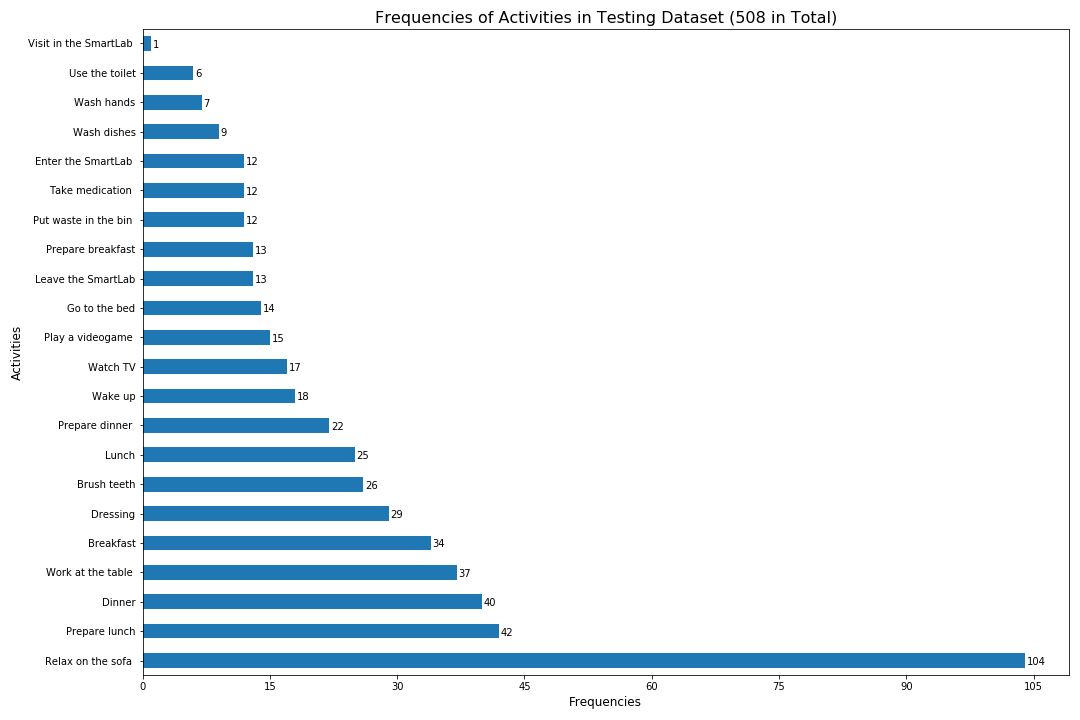 Frequencies of Activities in Testing Dataset (508 in Total)
Activities
Visit in the SmartLab 1
Use the toilet 6
Wash hands 7
Wash dishes 9
Enter the SmartLab 12
Take medication 12
Put waste in the bin 12
Prepare breakfast 13
Leave the SmartLab 13
Go to the bed 14
Play a videogame 15
Watch TV 17
Wake up 18
Prepare dinner 22
Lunch 25
Brush teeth 26
Dressing 29
Breakfast 34
Work at the table 37
Dinner 40
Prepare lunch 42
Relax on the sofa 104
0 15 30 45 60 75 90 105
Frequencies